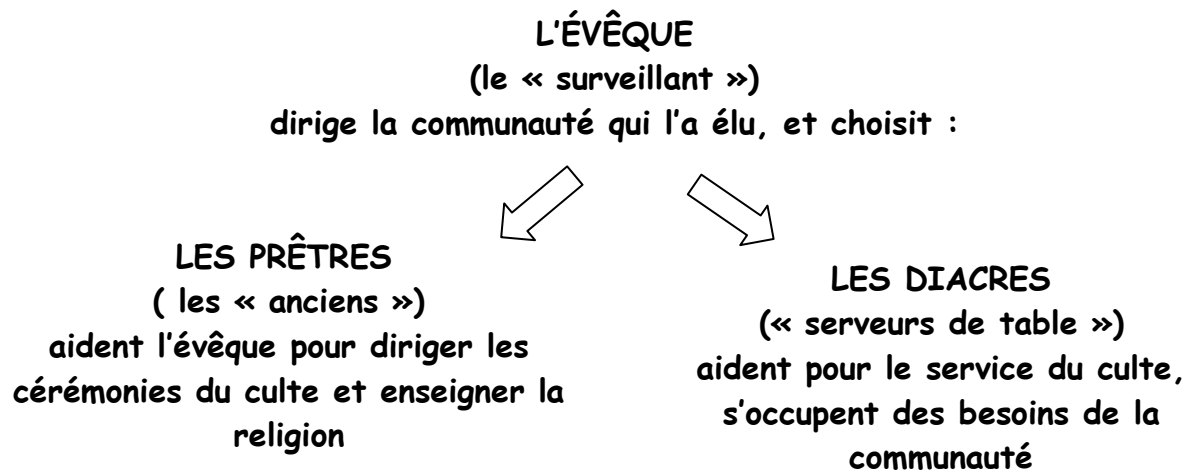 L'ÉVÊQUE
(le « surveillant »)
dirige la communauté qui l'a élu, et choisit :
LES PRÊTRES
( les « anciens »)
aident l'évêque pour diriger les
cérémonies du culte et enseigner la
religion
LES DIACRES
(« serveurs de table »)
aident pour le service du culte,
s'occupent des besoins de la
communauté